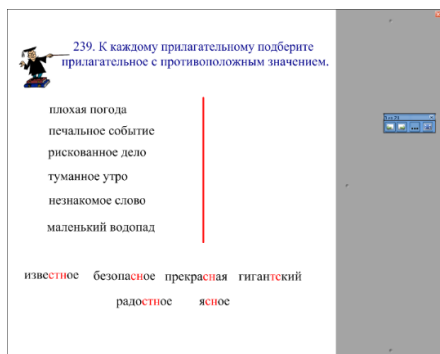 239. К каждому прилагательному подберите
прилагательное с противоположным значением.
плохая погода
печальное событие
рискованное дело
туманное утро
незнакомое слово
маленький водопад
известное безопасное прекрасная гигантский
радостное ясное